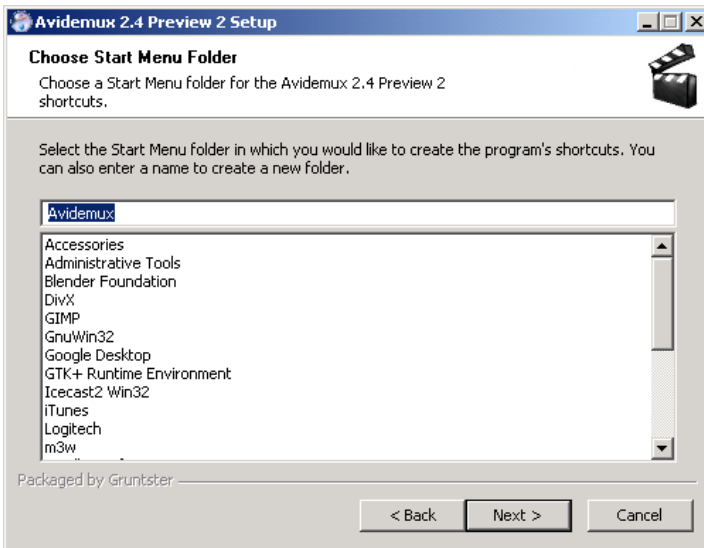 Avidemux 2.4 Preview 2 Setup
Choose Start Menu Folder
Choose a Start Menu folder for the Avidemux 2.4 Preview 2
shortcuts.
Select the Start Menu folder in which you would like to create the program's shortcuts. You
can also enter a name to create a new folder.
Avidemux
Accessories
Administrative Tools
Blender Foundation
DivX
GIMP
GnuWin32
Google Desktop
GTK+ Runtime Environment
Icecast2 Win32
iTunes
Logitech
m3w
Packaged by Gruntster
< Back
Next >
Cancel